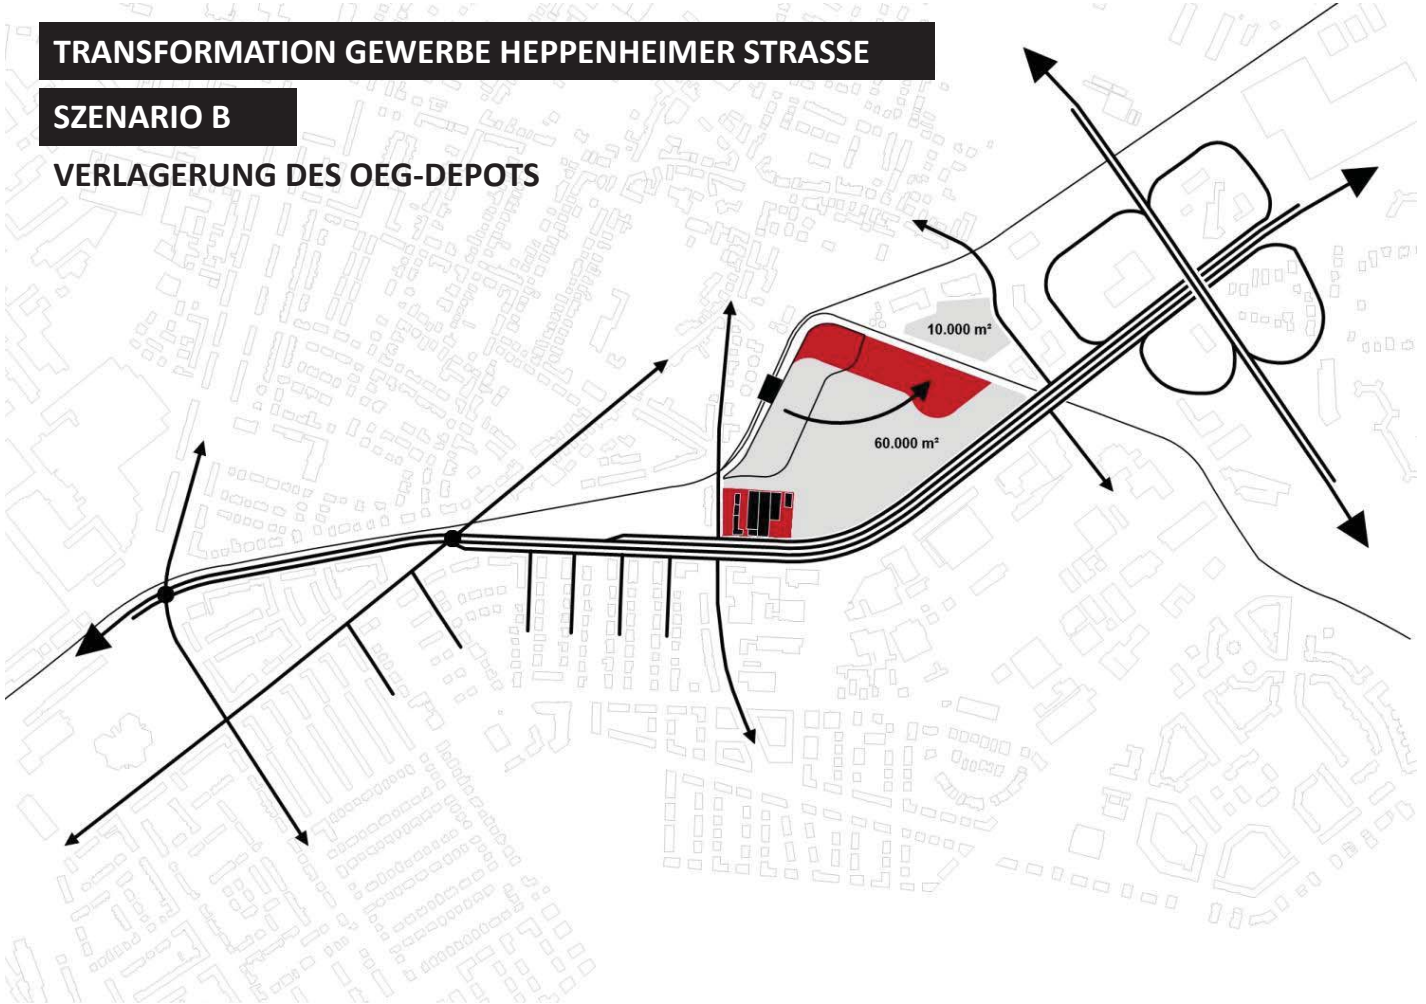 TRANSFORMATION GEWERBE HEPPENHEIMER STRASSE
SZENARIO B
VERLAGERUNG DES OEG-DEPOTS
10.000 m²
60.000 m²